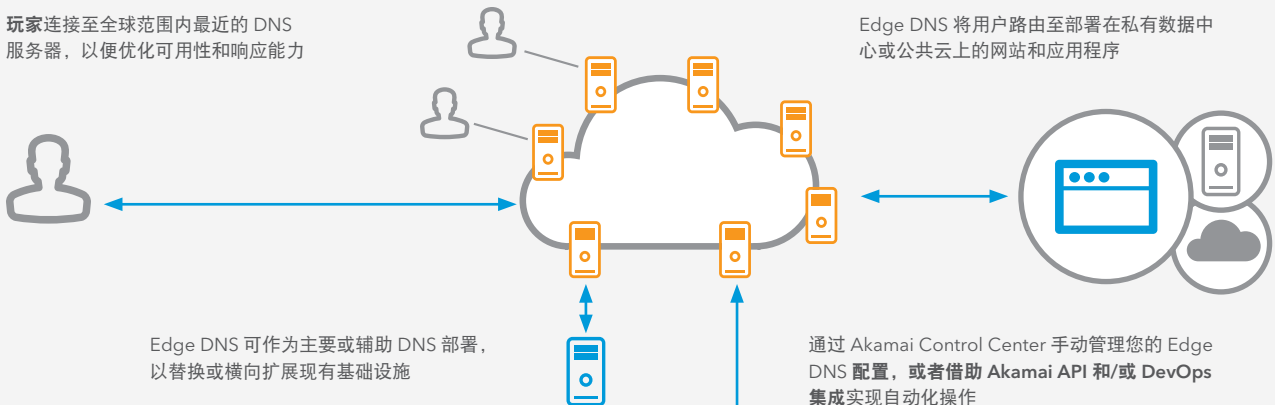 玩家连接至全球范围内最近的 DNS
服务器，以便优化可用性和响应能力
Edge DNS 将用户路由至部署在私有数据中
心或公共云上的网站和应用程序
Edge DNS 可作为主要或辅助 DNS 部署，
以替换或横向扩展现有基础设施
通过 Akamai Control Center 手动管理您的 Edge
DNS 配置，或者借助 Akamai API 和/或 DevOps
集成实现自动化操作